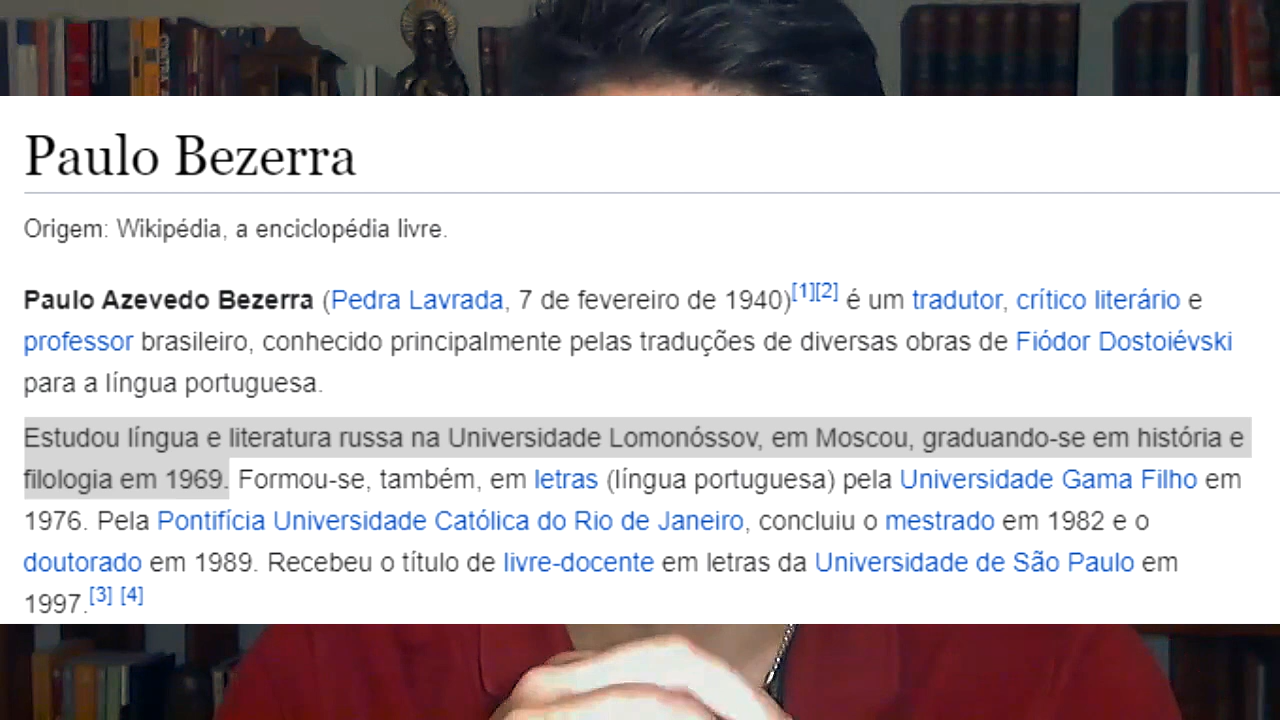 Paulo Bezerra
Origem: Wikipédia, a enciclopédia livre.
Paulo Azevedo Bezerra (Pedra Lavrada, 7 de fevereiro de 1940)[1][2] é um tradutor, crítico literário e
professor brasileiro, conhecido principalmente pelas traduções de diversas obras de Fiódor Dostoiévski
para a língua portuguesa.
Estudou língua e literatura russa na Universidade Lomonóssov, em Moscou, graduando-se em história e
filologia em 1969. Formou-se, também, em letras (língua portuguesa) pela Universidade Gama Filho em
1976. Pela Pontifícia Universidade Católica do Rio de Janeiro, concluiu o mestrado em 1982 e o
doutorado em 1989. Recebeu o título de livre-docente em letras da Universidade de São Paulo em
1997.[3] [4]